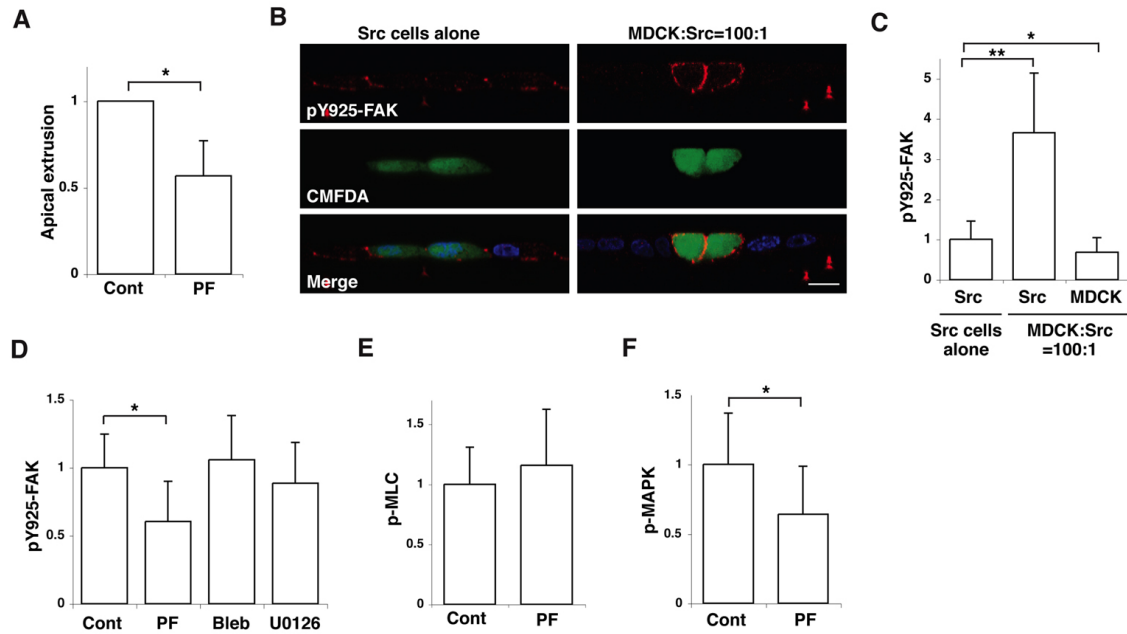 A
Apical extrusion
1
0.5
0
*
Cont PF
B
Src cells alone MDCK:Src=100:1
pY925-FAK
CMFDA
Merge
C
pY925-FAK
5
4
3
2
1
0
*
**
Src Src MDCK
Src cells alone
MDCK:Src =100:1
D
pY925-FAK
1.5
1
0.5
0
*
Cont PF Bleb U0126
E
p-MLC
1.5
1
0.5
0
Cont PF
F
p-MAPK
1.5
1
0.5
0
*
Cont PF